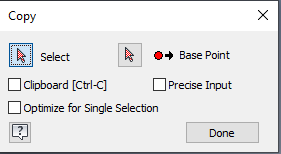 Copy
Select Base Point
Clipboard [Ctrl-C] Precise Input
Optimize for Single Selection
? Done